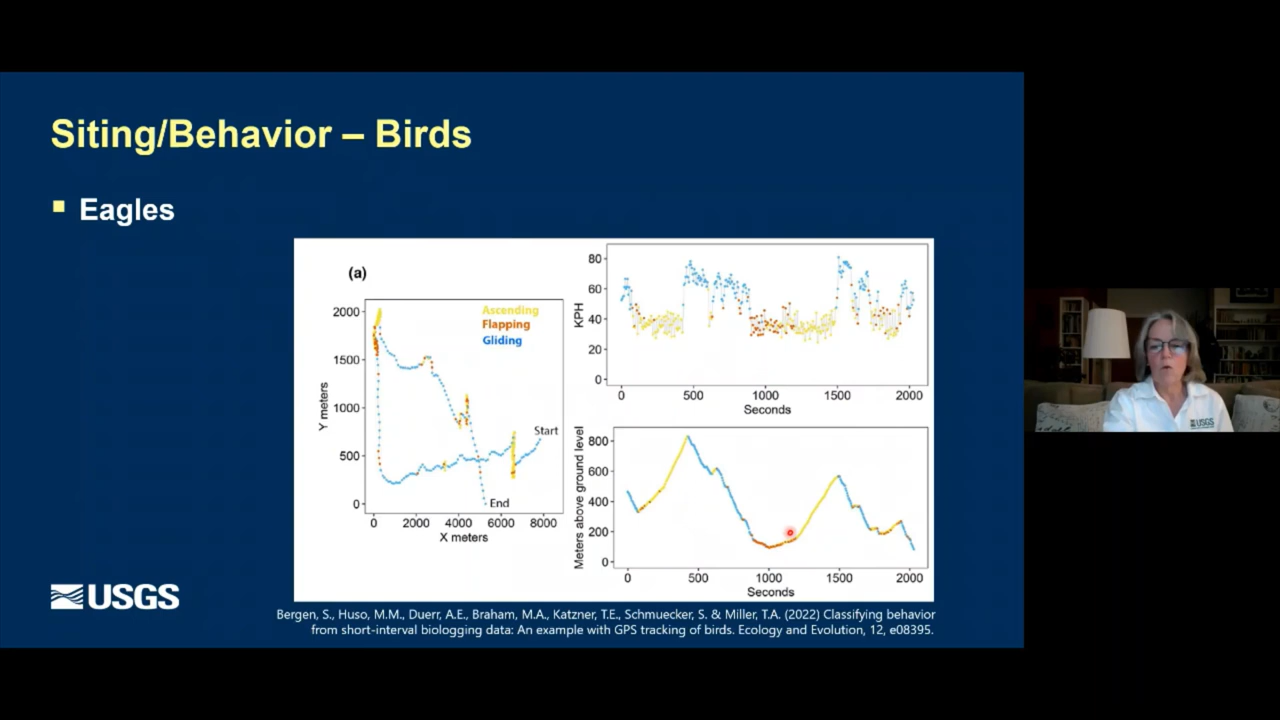 Siting/Behavior – Birds
Eagles
(a)
Ascending
Flapping
Gliding
2000
1500
1000
500
0
Y meters
Start
End
0 2000 4000 6000 8000
X meters
80
60
40
20
0
KPH
0 500 1000 1500 2000
Seconds
800
600
400
200
0
Meters above ground level
0 500 1000 1500 2000
Seconds
USGS
Bergen, S., Huso, M.M., Duerr, A.E., Braham, M.A., Katzner, T.E., Schmuecker, S. & Miller, T.A. (2022) Classifying behavior
from short-interval biologging data: An example with GPS tracking of birds. Ecology and Evolution, 12, e08395.
USGS